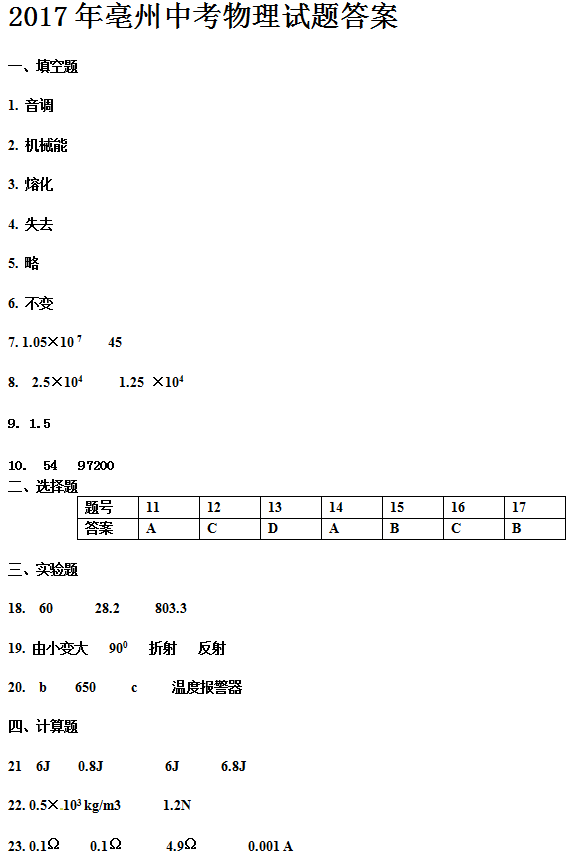 2017年亳州中考物理试题答案
一、填空题
1. 音调
2. 机械能
3. 熔化
4. 失去
5. 略
6. 不变
7. 1.05×10⁷ 45
8. 2.5×10⁴ 1.25 ×10⁴
9. 1.5
10. 54 97200
二、选择题
题号 11 12 13 14 15 16 17
答案 A C D A B C B
三、实验题
18. 60 28.2 803.3
19. 由小变大 90⁰ 折射 反射
20. b 650 c 温度报警器
四、计算题
21 6J 0.8J 6J 6.8J
22. 0.5×10³ kg/m3 1.2N
23. 0.1Ω 0.1Ω 4.9Ω 0.001 A